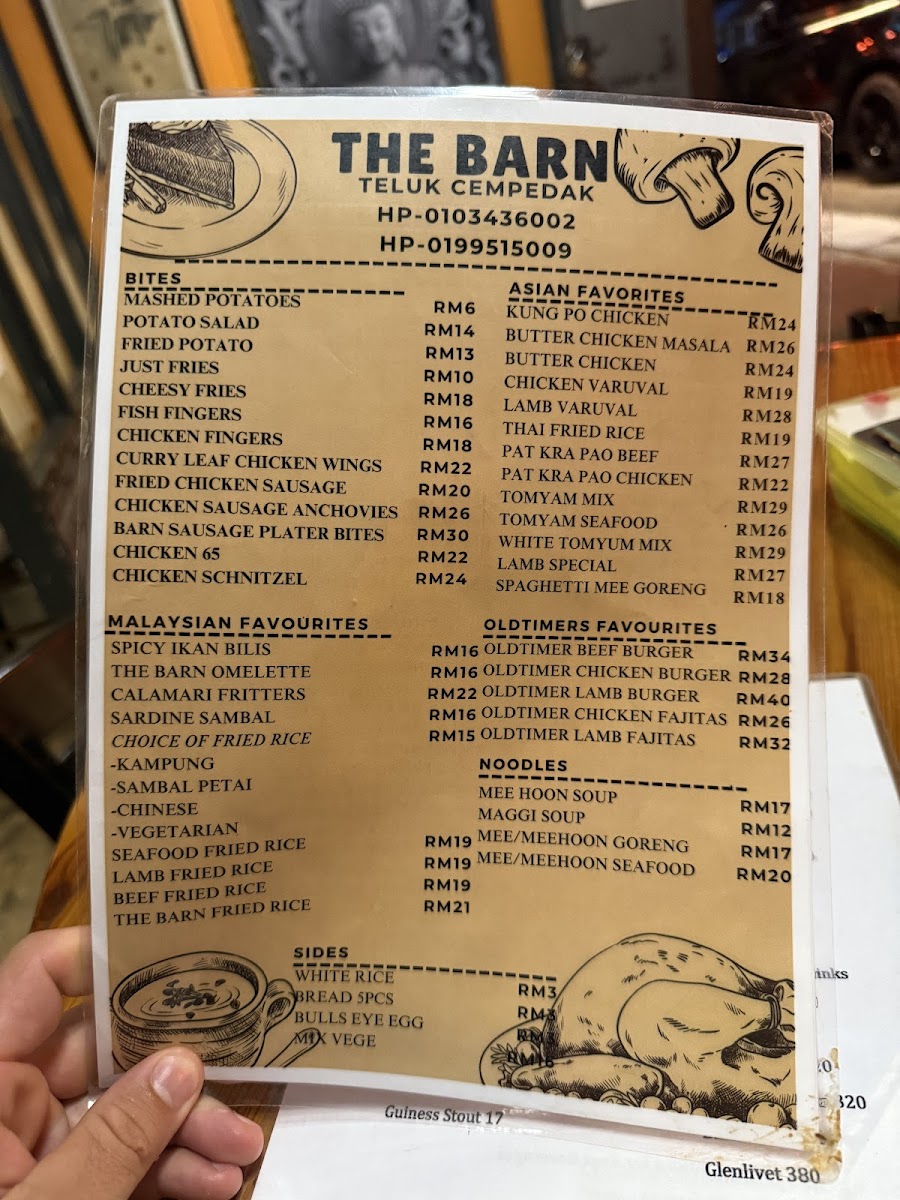 THE BARN
TELUK CEMPEDAK
HP-0103436002
HP-0199515009
BITES
MASHED POTATOES RM6
POTATO SALAD RM14
FRIED POTATO RM13
JUST FRIES RM10
CHEESY FRIES RM18
FISH FINGERS RM16
CHICKEN FINGERS RM18
CURRY LEAF CHICKEN WINGS RM22
FRIED CHICKEN SAUSAGE RM20
CHICKEN SAUSAGE ANCHOVIES RM26
BARN SAUSAGE PLATER BITES RM30
CHICKEN 65 RM22
CHICKEN SCHNITZEL RM24
ASIAN FAVORITES
KUNG PO CHICKEN RM24
BUTTER CHICKEN MASALA RM26
BUTTER CHICKEN RM24
CHICKEN VARUVAL RM19
LAMB VARUVAL RM28
THAI FRIED RICE RM19
PAT KRA PAO BEEF RM27
PAT KRA PAO CHICKEN RM22
TOMYAM MIX RM29
TOMYAM SEAFOOD RM26
WHITE TOMYUM MIX RM29
LAMB SPECIAL RM27
SPAGHETTI MEE GORENG RM18
MALAYSIAN FAVOURITES
SPICY IKAN BILIS RM16
THE BARN OMELETTE RM16
CALAMARI FRITTERS RM22
SARDINE SAMBAL RM16
CHOICE OF FRIED RICE RM15
-KAMPUNG
-SAMBAL PETAI
-CHINESE
-VEGETARIAN
SEAFOOD FRIED RICE RM19
LAMB FRIED RICE RM19
BEEF FRIED RICE RM19
THE BARN FRIED RICE RM21
OLDTIMERS FAVOURITES
OLDTIMER BEEF BURGER RM34
OLDTIMER CHICKEN BURGER RM28
OLDTIMER LAMB BURGER RM40
OLDTIMER CHICKEN FAJITAS RM26
OLDTIMER LAMB FAJITAS RM32
NOODLES
MEE HOON SOUP RM17
MAGGI SOUP RM12
MEE/MEEHOON GORENG RM17
MEE/MEEHOON SEAFOOD RM20
SIDES
WHITE RICE RM3
BREAD 5PCS RM3
BULLS EYE EGG RM3
MIX VEGE
Guiness Stout 17
Glenlivet 380